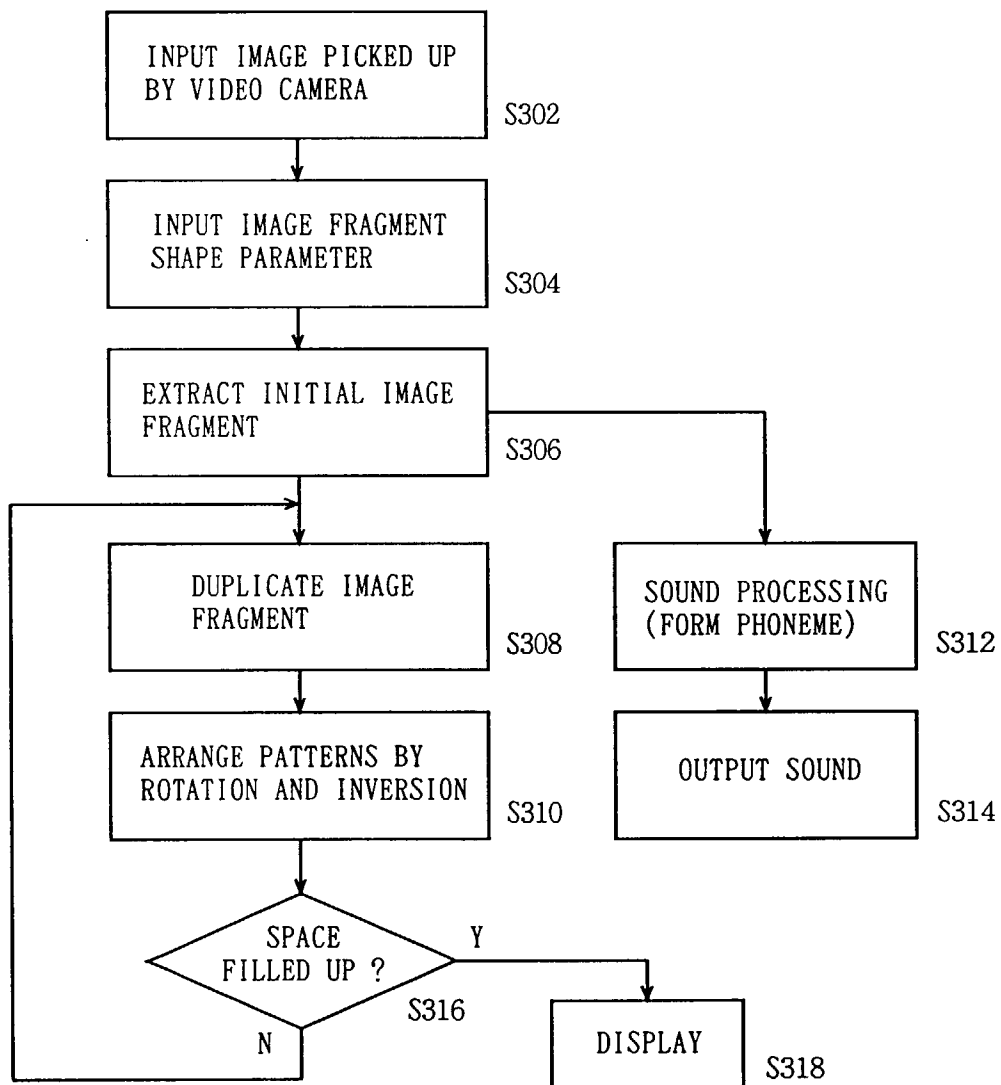 INPUT IMAGE PICKED UP
BY VIDEO CAMERA
S302
INPUT IMAGE FRAGMENT
SHAPE PARAMETER
S304
EXTRACT INITIAL IMAGE
FRAGMENT
S306
DUPLICATE IMAGE
FRAGMENT
S308
SOUND PROCESSING
(FORM PHONEME)
S312
ARRANGE PATTERNS BY
ROTATION AND INVERSION
S310
OUTPUT SOUND
S314
SPACE
FILLED UP ?
S316
Y
N
DISPLAY
S318